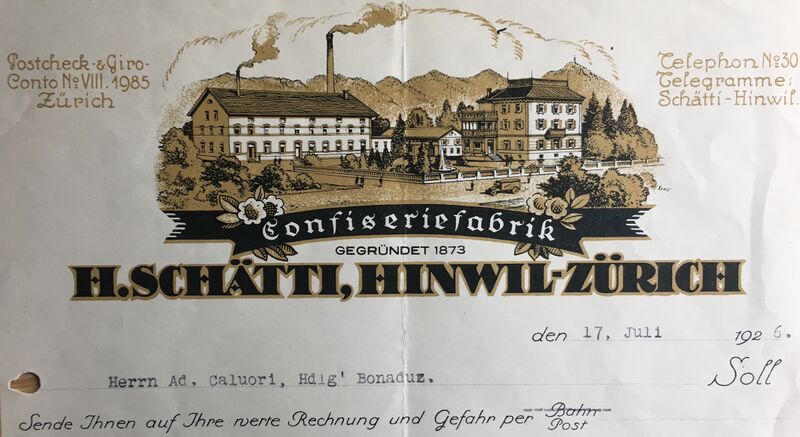 Postcheck-&Giro-
Conto No VIII. 1985
Zürich
Telephon No 30
Telegramme:
Schätti-Hinwil.
Confiseriefabrik
GEGRÜNDET 1873
H. SCHÄTTI, HINWIL-ZÜRICH
den 17, Juli 1926.
Herrn Ad. Caluori, Hdlg' Bonaduz. Soll
Sende Ihnen auf Ihre werte Rechnung und Gefahr per Bahn
Post